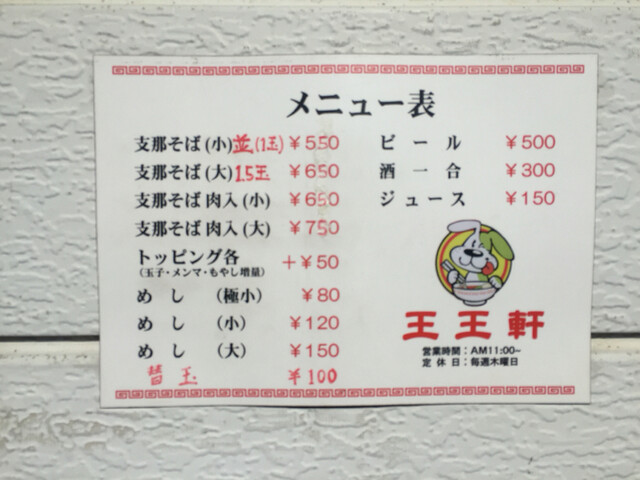 メニュー表
支那そば(小)並(1玉) ¥550
支那そば(大)1.5玉 ¥650
支那そば肉入(小) ¥650
支那そば肉入(大) ¥750
トッピング各 +¥50
(玉子・メンマ・もやし増量)
めし (極小) ¥80
めし (小) ¥120
めし (大) ¥150
替玉 ¥100
ビール ¥500
酒一合 ¥300
ジュース ¥150
王王軒
営業時間:AM11:00~
定休日:毎週木曜日